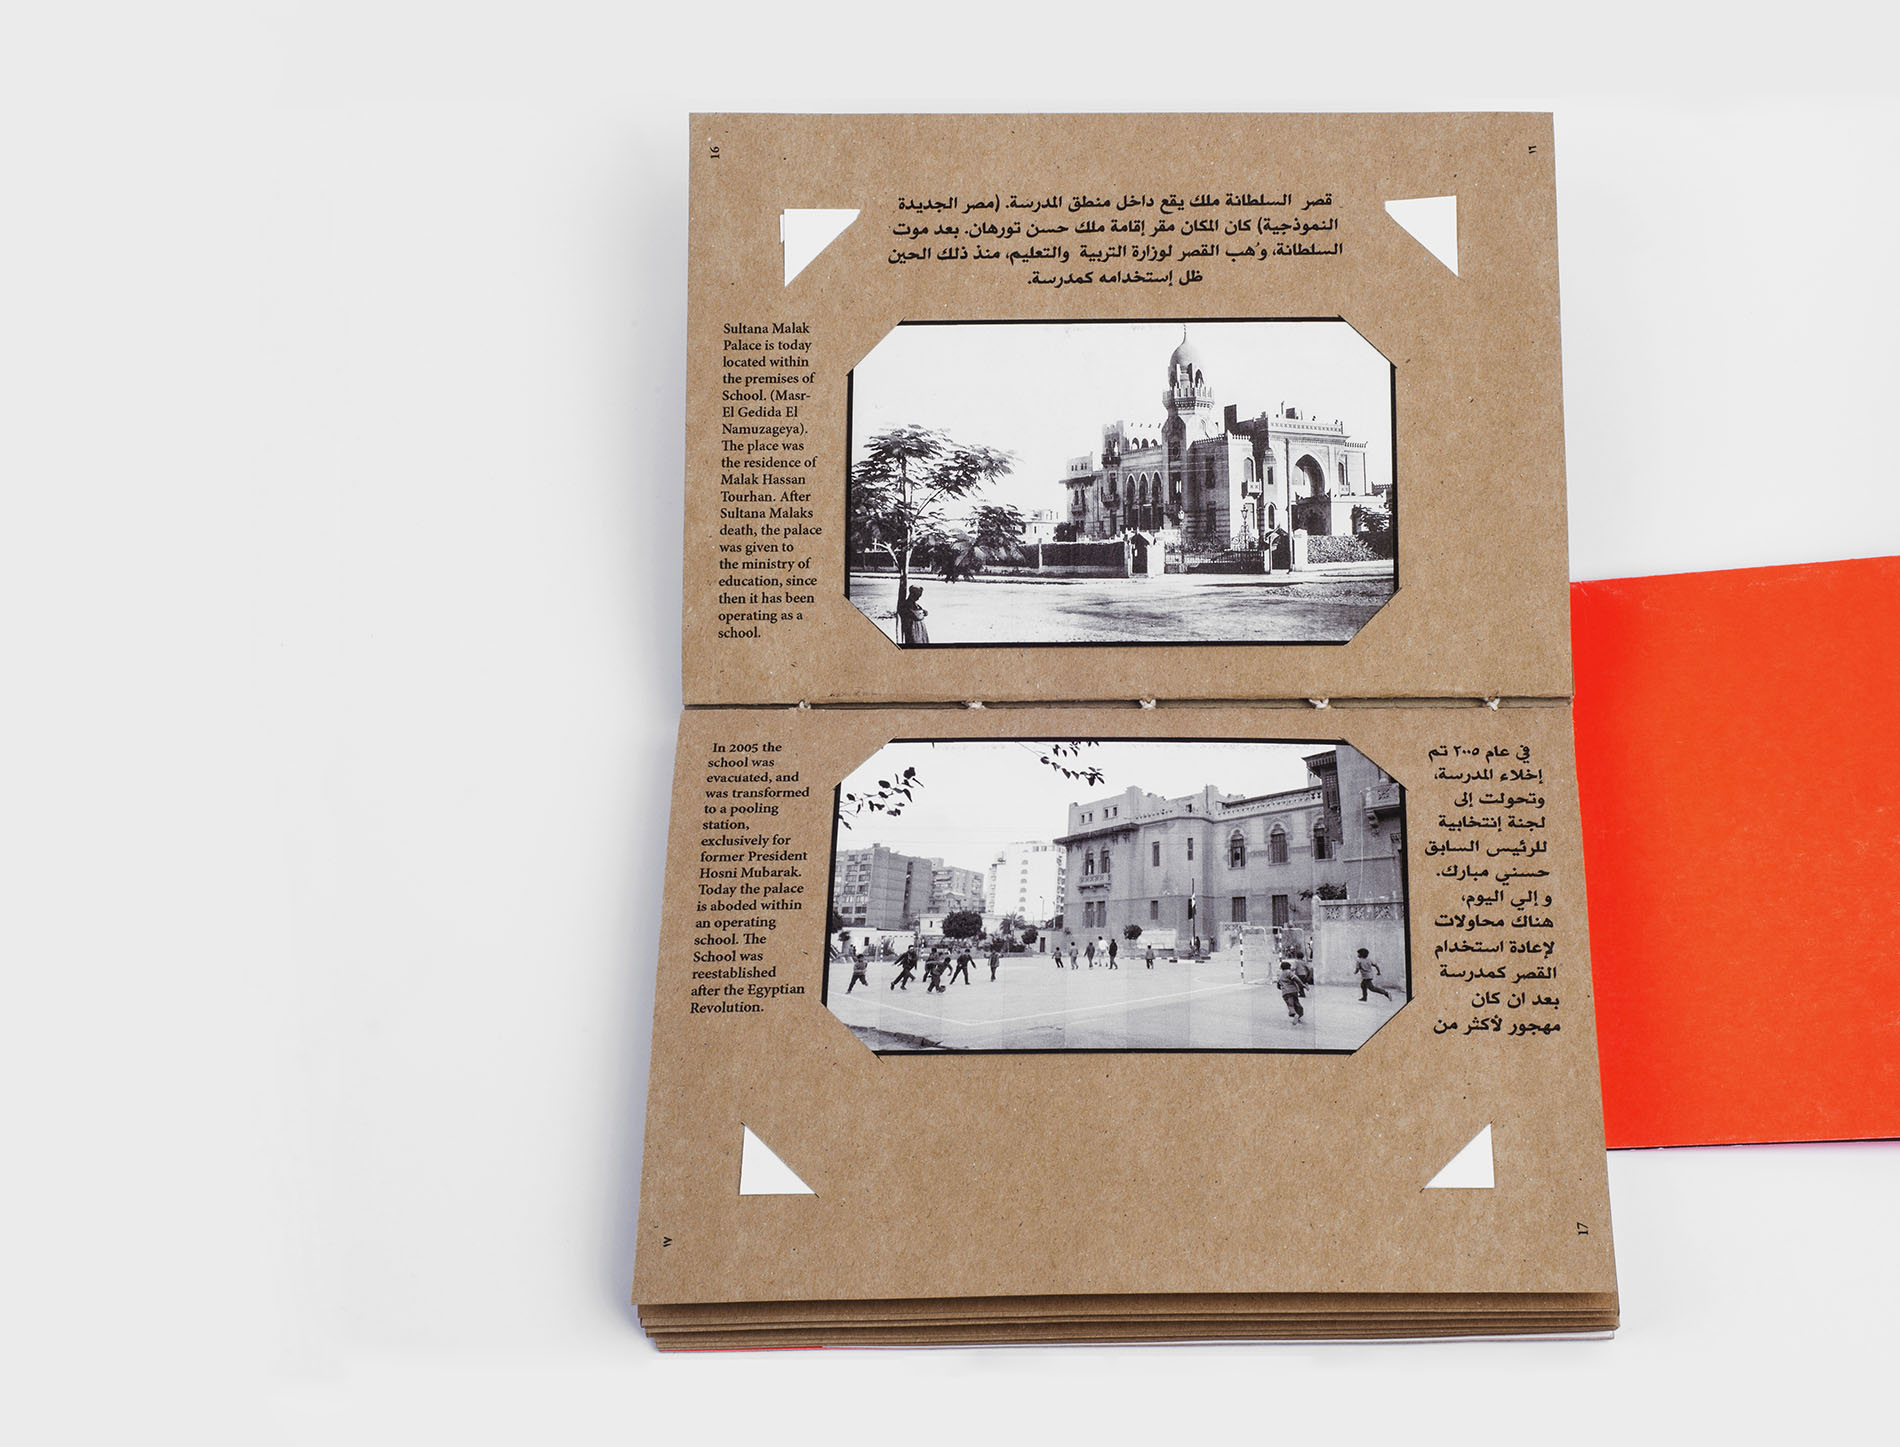 16
١٦
قصر السلطانة ملك يقع داخل منطق المدرسة. (مصر الجديدة
النموذجية) كان المكان مقر إقامة ملك حسن تورهان. بعد موت
السلطانة، وُهب القصر لوزارة التربية والتعليم، منذ ذلك الحين
ظل إستخدامه كمدرسة.
Sultana Malak
Palace is today
located within
the premises of
School. (Masr-
El Gedida El
Namuzageya).
The place was
the residence of
Malak Hassan
Tourhan. After
Sultana Malaks
death, the palace
was given to
the ministry of
education, since
then it has been
operating as a
school.
In 2005 the
school was
evacuated, and
was transformed
to a pooling
station,
exclusively for
former President
Hosni Mubarak.
Today the palace
is aboded within
an operating
school. The
School was
reestablished
after the Egyptian
Revolution.
في عام ٢٠٠٥ تم
إخلاء المدرسة،
وتحولت إلى
لجنة إنتخابية
للرئيس السابق
حسني مبارك.
و إلي اليوم،
هناك محاولات
لإعادة استخدام
القصر كمدرسة
بعد ان كان
مهجور لأكثر من
١٧
17